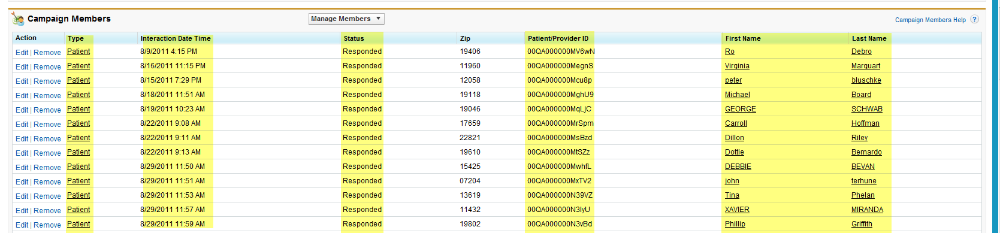 Campaign Members Manage Members Campaign Members Help ?
Action Type Interaction Date Time Status Zip Patient/Provider ID First Name Last Name
Edit | Remove Patient 8/9/2011 4:15 PM Responded 19406 00QA000000MV6wN Ro Debro
Edit | Remove Patient 8/16/2011 11:15 PM Responded 11960 00QA000000MegnS Virginia Marquart
Edit | Remove Patient 8/15/2011 7:29 PM Responded 12058 00QA000000Mcu8p peter bluschke
Edit | Remove Patient 8/18/2011 11:51 AM Responded 19118 00QA000000MghU9 Michael Board
Edit | Remove Patient 8/19/2011 10:23 AM Responded 19046 00QA000000MqLjC GEORGE SCHWAB
Edit | Remove Patient 8/22/2011 9:08 AM Responded 17659 00QA000000MrSpm Carroll Hoffman
Edit | Remove Patient 8/22/2011 9:11 AM Responded 22821 00QA000000MsBzd Dillon Riley
Edit | Remove Patient 8/22/2011 9:13 AM Responded 19610 00QA000000MtSZz Dottie Bernardo
Edit | Remove Patient 8/29/2011 11:50 AM Responded 15425 00QA000000MwhfL DEBBIE BEVAN
Edit | Remove Patient 8/29/2011 11:51 AM Responded 07204 00QA000000MxTV2 john terhune
Edit | Remove Patient 8/29/2011 11:53 AM Responded 13619 00QA000000N39VZ Tina Phelan
Edit | Remove Patient 8/29/2011 11:57 AM Responded 11432 00QA000000N3IyU XAVIER MIRANDA
Edit | Remove Patient 8/29/2011 11:59 AM Responded 19802 00QA000000N3vBd Phillip Griffith